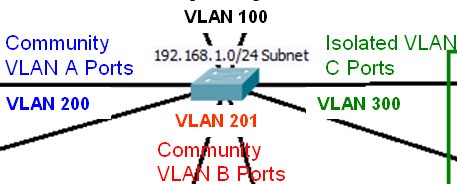 VLAN 100
192.168.1.0/24 Subnet
Community
VLAN A Ports
VLAN 200
Isolated VLAN
C Ports
VLAN 300
VLAN 201
Community
VLAN B Ports